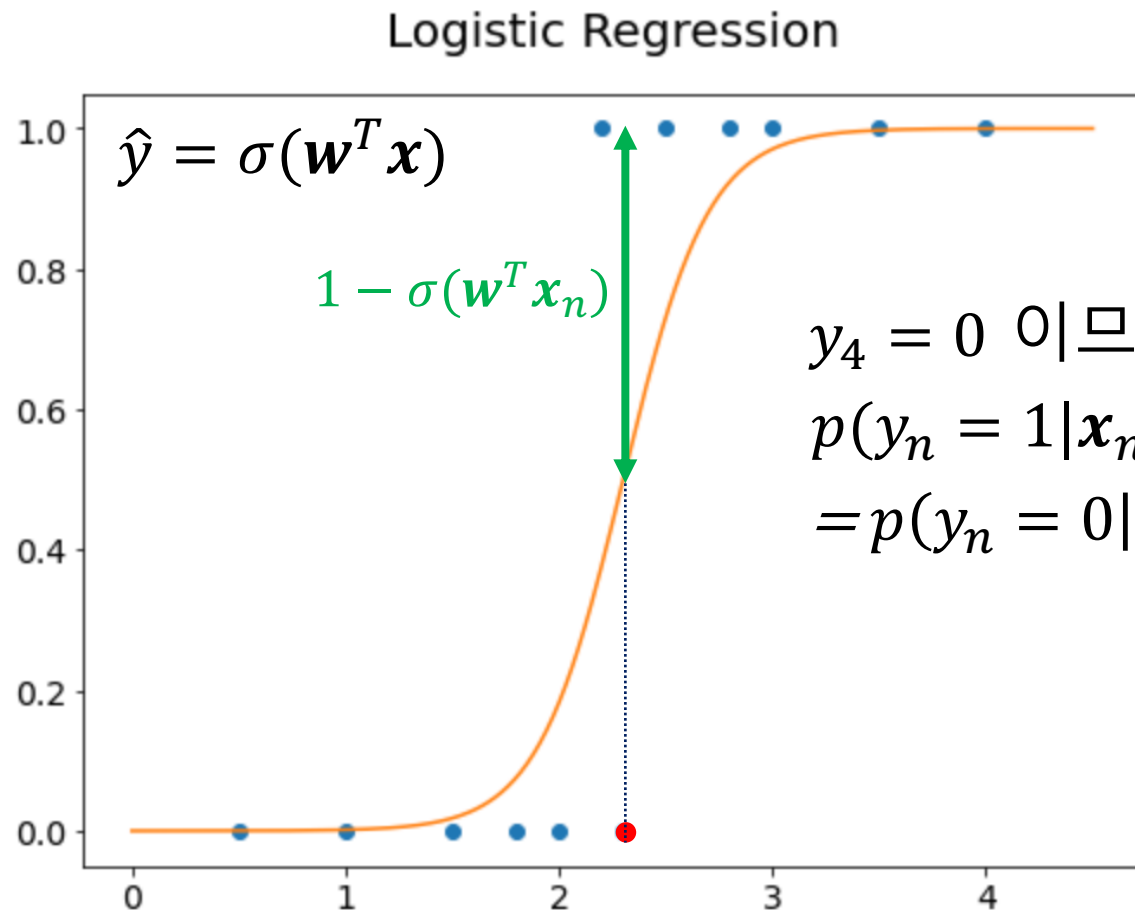 Logistic Regression
ŷ = σ(wᵀx)
1 − σ(wᵀxₙ)
y₄ = 0 이므
p(yₙ = 1|xₙ
=p(yₙ = 0|
1.0
0.8
0.6
0.4
0.2
0.0
0 1 2 3 4